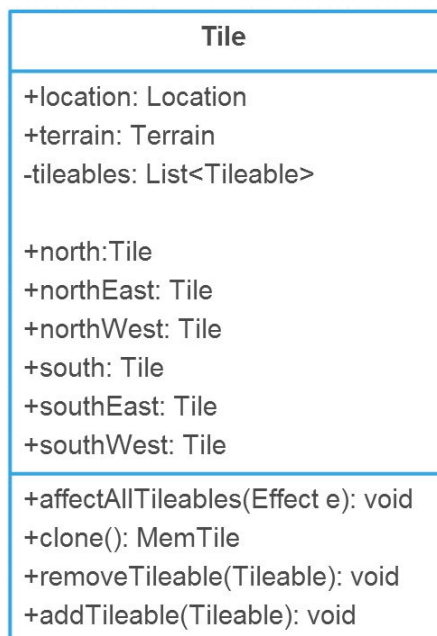 Tile
+location: Location
+terrain: Terrain
-tileables: List<Tileable>
+north:Tile
+northEast: Tile
+northWest: Tile
+south: Tile
+southEast: Tile
+southWest: Tile
+affectAllTileables(Effect e): void
+clone(): MemTile
+removeTileable(Tileable): void
+addTileable(Tileable): void